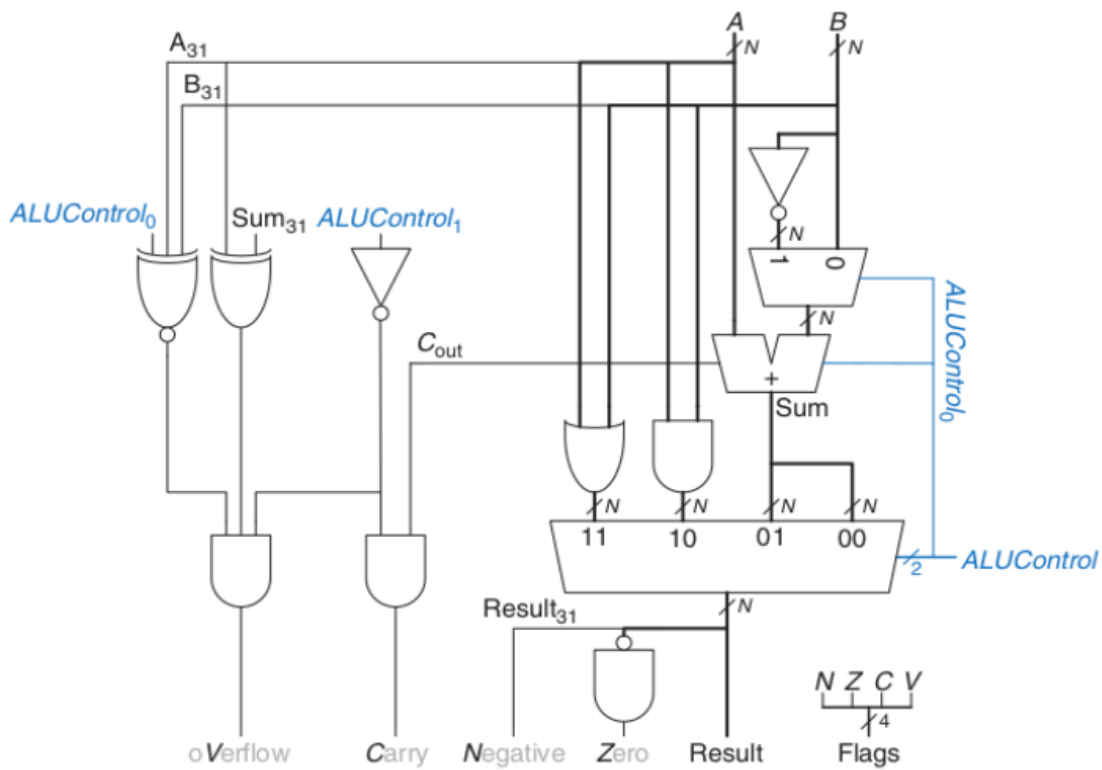 A B
N N
A31
B31
ALUControl0 Sum31 ALUControl1
N
1 0
N
ALUControl0
Cout
+
Sum
N N N N
11 10 01 00
2 ALUControl
N
Result31
N Z C V
4
oVerflow Carry Negative Zero Result Flags